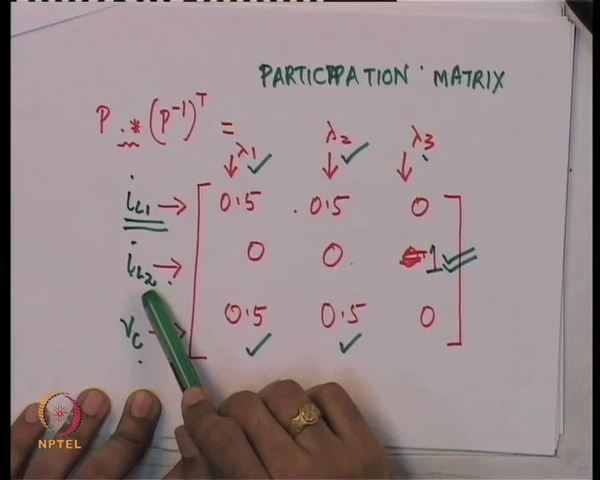 PARTICIPATION MATRIX
P .* (P⁻¹)ᵀ =
λ1 λ2 λ3
iL1 → 0.5 0.5 0
iL2 → 0 0 1
vC → 0.5 0.5 0
NPTEL